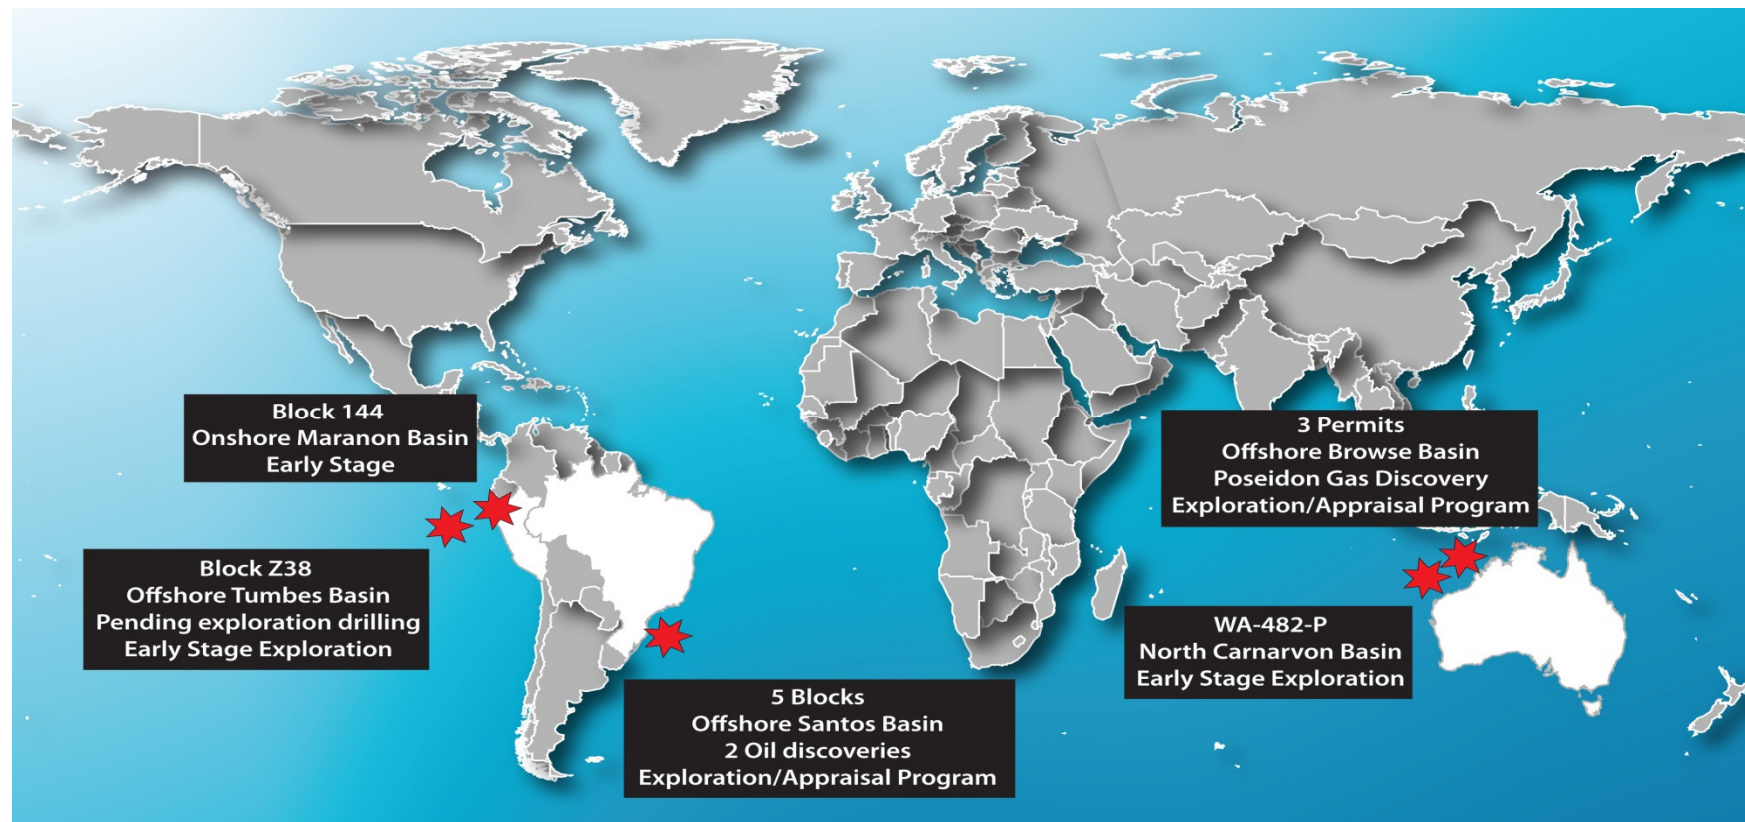 Block 144
Onshore Maranon Basin
Early Stage
Block Z38
Offshore Tumbes Basin
Pending exploration drilling
Early Stage Exploration
5 Blocks
Offshore Santos Basin
2 Oil discoveries
Exploration/Appraisal Program
3 Permits
Offshore Browse Basin
Poseidon Gas Discovery
Exploration/Appraisal Program
WA-482-P
North Carnarvon Basin
Early Stage Exploration